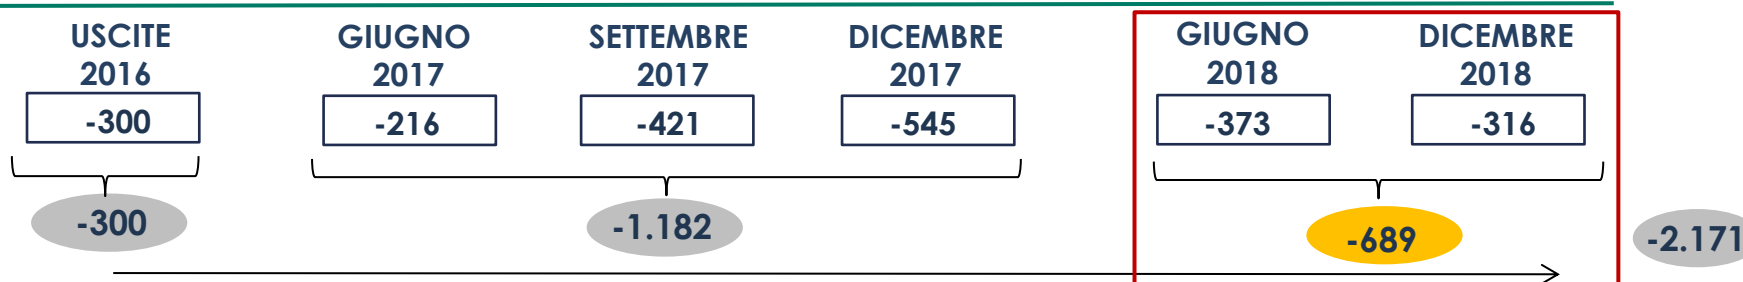 USCITE 2016
GIUGNO 2017
SETTEMBRE 2017
DICEMBRE 2017
GIUGNO 2018
DICEMBRE 2018
-300
-216
-421
-545
-373
-316
-300
-1.182
-689
-2.171